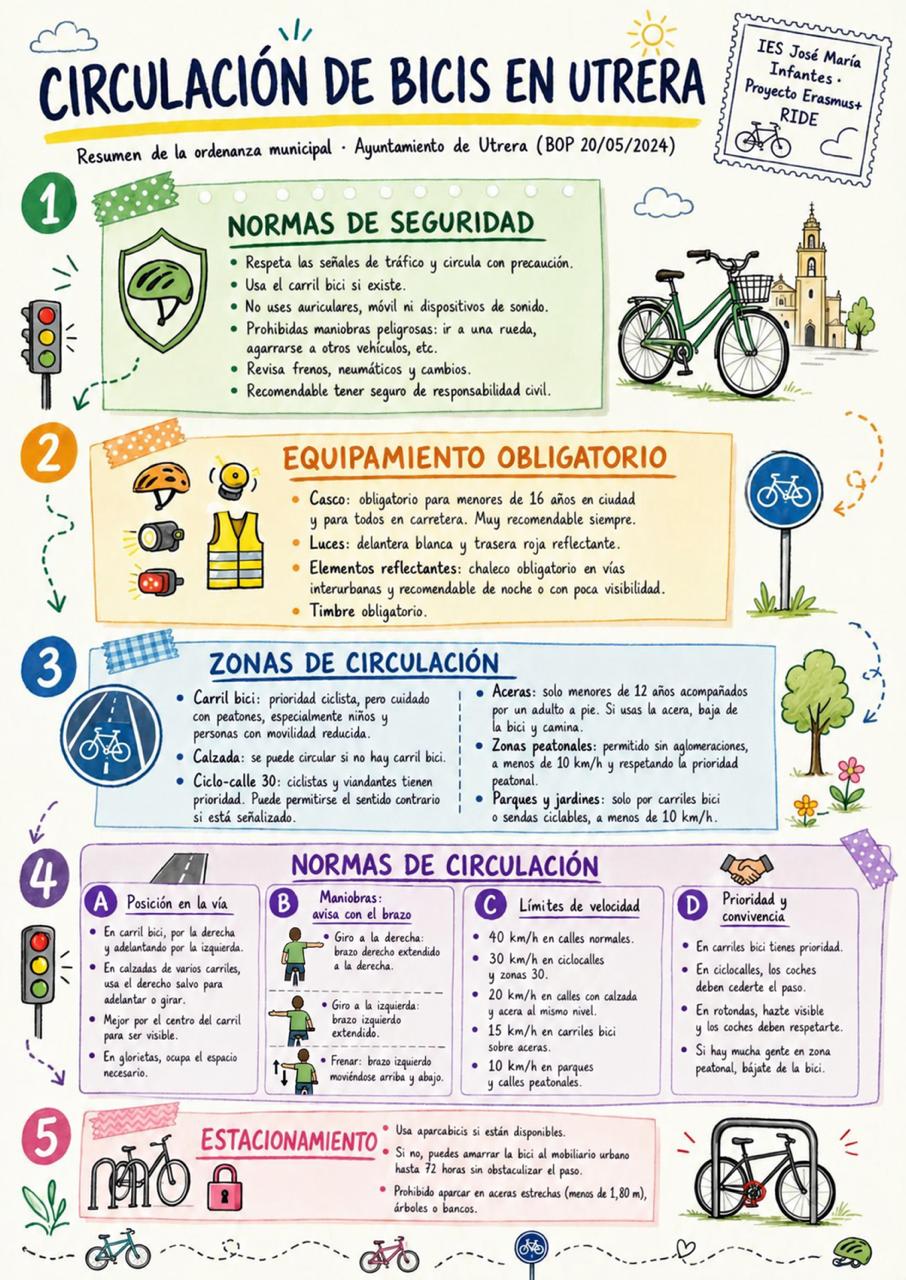 CIRCULACIÓN DE BICIS EN UTRERA
Resumen de la ordenanza municipal · Ayuntamiento de Utrera (BOP 20/05/2024)
IES José María
Infantes ·
Proyecto Erasmus+
RIDE
1
NORMAS DE SEGURIDAD
• Respeta las señales de tráfico y circula con precaución.
• Usa el carril bici si existe.
• No uses auriculares, móvil ni dispositivos de sonido.
• Prohibidas maniobras peligrosas: ir a una rueda,
agarrarse a otros vehículos, etc.
• Revisa frenos, neumáticos y cambios.
• Recomendable tener seguro de responsabilidad civil.
2
EQUIPAMIENTO OBLIGATORIO
• Casco: obligatorio para menores de 16 años en ciudad
y para todos en carretera. Muy recomendable siempre.
• Luces: delantera blanca y trasera roja reflectante.
• Elementos reflectantes: chaleco obligatorio en vías
interurbanas y recomendable de noche o con poca visibilidad.
• Timbre obligatorio.
3
ZONAS DE CIRCULACIÓN
• Carril bici: prioridad ciclista, pero cuidado
con peatones, especialmente niños y
personas con movilidad reducida.
• Calzada: se puede circular si no hay carril bici.
• Ciclo-calle 30: ciclistas y viandantes tienen
prioridad. Puede permitirse el sentido contrario
si está señalizado.
• Aceras: solo menores de 12 años acompañados
por un adulto a pie. Si usas la acera, baja de
la bici y camina.
• Zonas peatonales: permitido sin aglomeraciones,
a menos de 10 km/h y respetando la prioridad
peatonal.
• Parques y jardines: solo por carriles bici
o sendas ciclables, a menos de 10 km/h.
4
NORMAS DE CIRCULACIÓN
A Posición en la vía
• En carril bici, por la derecha
y adelantando por la izquierda.
• En calzadas de varios carriles,
usa el derecho salvo para
adelantar o girar.
• Mejor por el centro del carril
para ser visible.
• En glorietas, ocupa el espacio
necesario.
B Maniobras:
avisa con el brazo
• Giro a la derecha:
brazo derecho extendido
a la derecha.
• Giro a la izquierda:
brazo izquierdo
extendido.
• Frenar: brazo izquierdo
moviéndose arriba y abajo.
C Límites de velocidad
• 40 km/h en calles normales.
• 30 km/h en ciclocalles
y zonas 30.
• 20 km/h en calles con calzada
y acera al mismo nivel.
• 15 km/h en carriles bici
sobre aceras.
• 10 km/h en parques
y calles peatonales.
D Prioridad y
convivencia
• En carriles bici tienes prioridad.
• En ciclocalles, los coches
deben cederte el paso.
• En rotondas, hazte visible
y los coches deben respetarte.
• Si hay mucha gente en zona
peatonal, bájate de la bici.
5
ESTACIONAMIENTO
• Usa aparcabicis si están disponibles.
• Si no, puedes amarrar la bici al mobiliario urbano
hasta 72 horas sin obstaculizar el paso.
• Prohibido aparcar en aceras estrechas (menos de 1,80 m),
árboles o bancos.